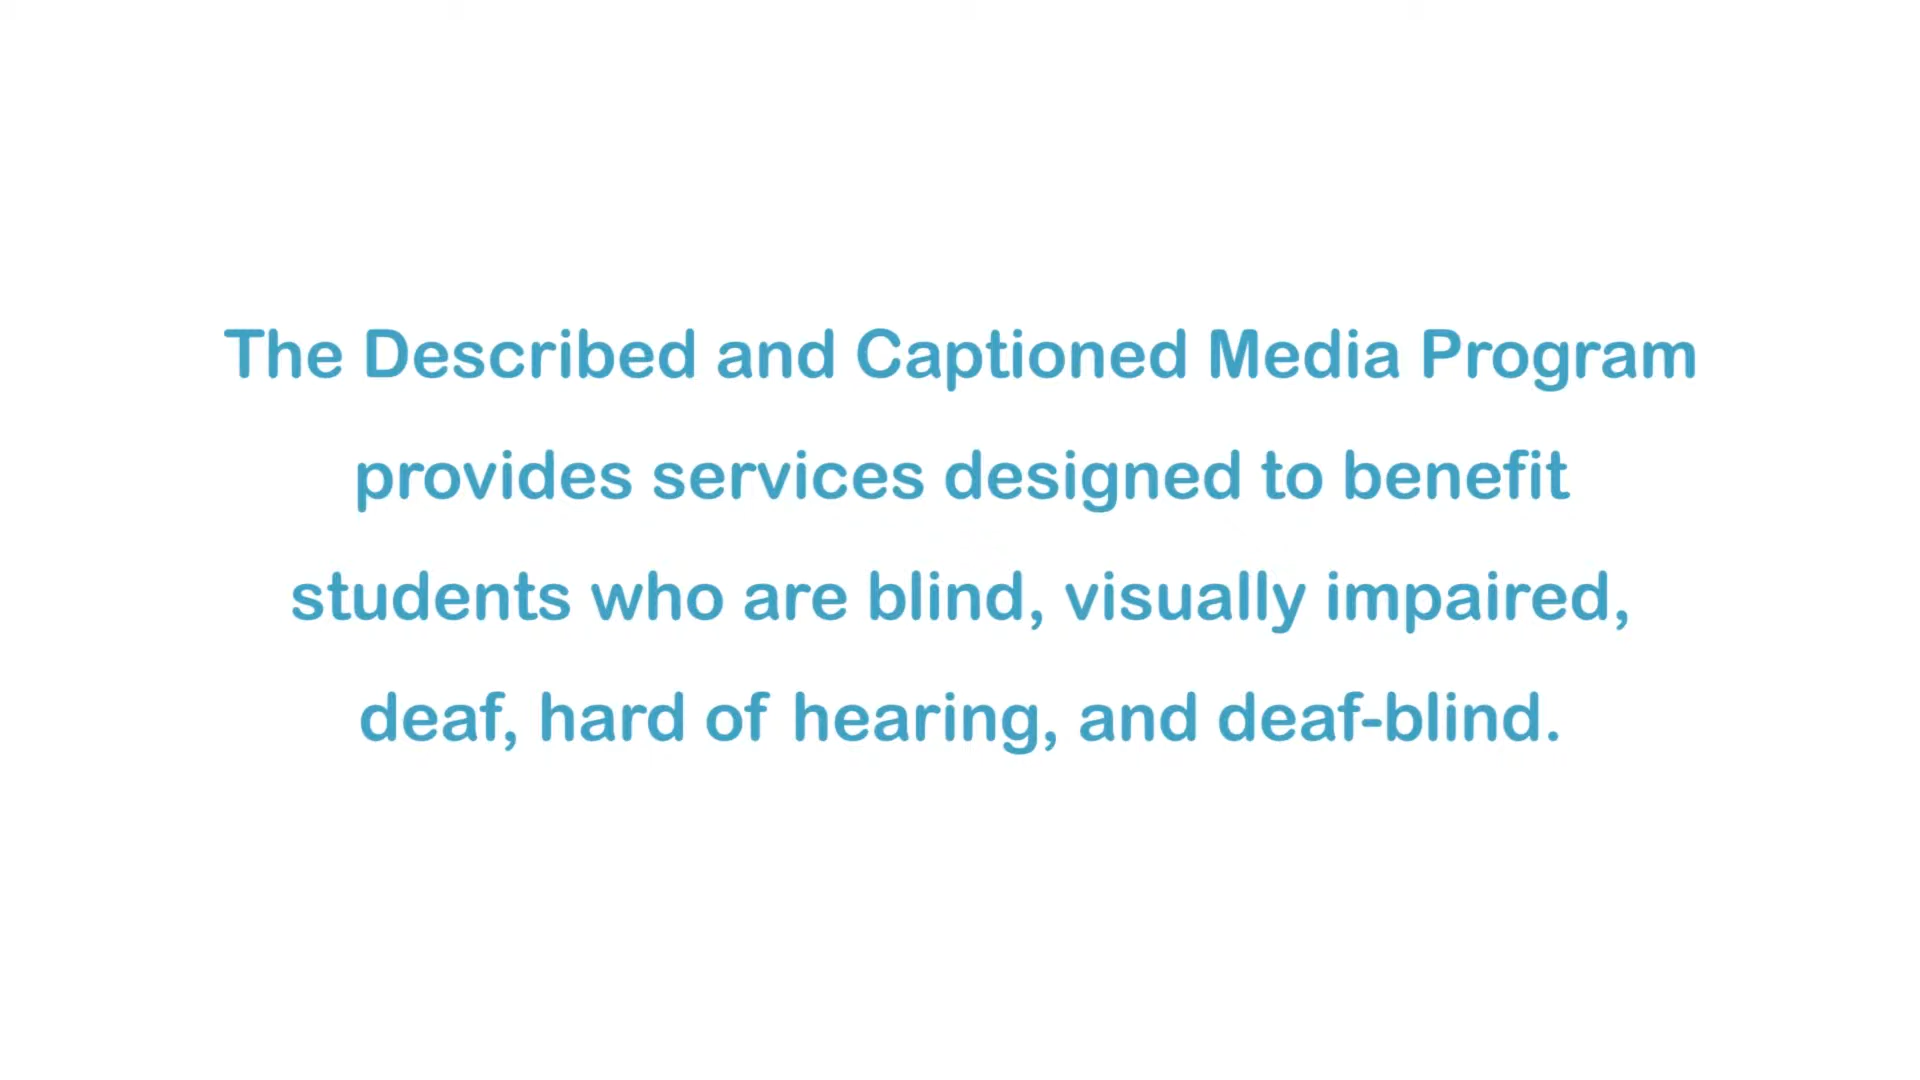 The Described and Captioned Media Program
provides services designed to benefit
students who are blind, visually impaired,
deaf, hard of hearing, and deaf-blind.